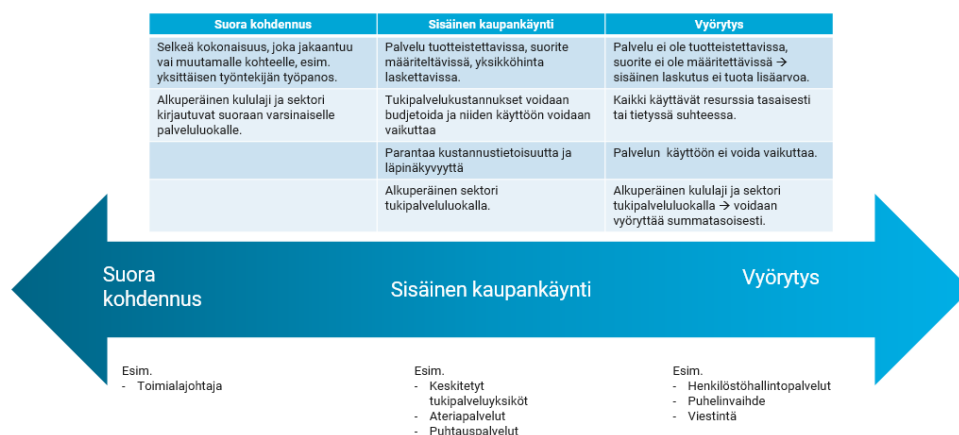 Suora kohdennus
Sisäinen kaupankäynti
Vyörytys
Selkeä kokonaisuus, joka jakaantuu
vai muutamalle kohteelle, esim.
yksittäisen työntekijän työpanos.
Palvelu tuotteistettavissa, suorite
määriteltävissä, yksikköhinta
laskettavissa.
Palvelu ei ole tuotteistettavissa,
suorite ei ole määritettävissä →
sisäinen laskutus ei tuota lisäarvoa.
Alkuperäinen kululaji ja sektori
kirjautuvat suoraan varsinaiselle
palveluluokalle.
Tukipalvelukustannukset voidaan
budjetoida ja niiden käyttöön voidaan
vaikuttaa
Kaikki käyttävät resurssia tasaisesti
tai tietyssä suhteessa.
Parantaa kustannustietoisuutta ja
läpinäkyvyyttä
Palvelun käyttöön ei voida vaikuttaa.
Alkuperäinen sektori
tukipalveluluokalla.
Alkuperäinen kululaji ja sektori
tukipalveluluokalla → voidaan
vyöryttää summatasoisesti.
Suora
kohdennus
Sisäinen kaupankäynti
Vyörytys
Esim.
- Toimialajohtaja
Esim.
- Keskitetyt
tukipalveluyksiköt
- Ateriapalvelut
- Puhtauspalvelut
Esim.
- Henkilöstöhallintopalvelut
- Puhelinvaihde
- Viestintä